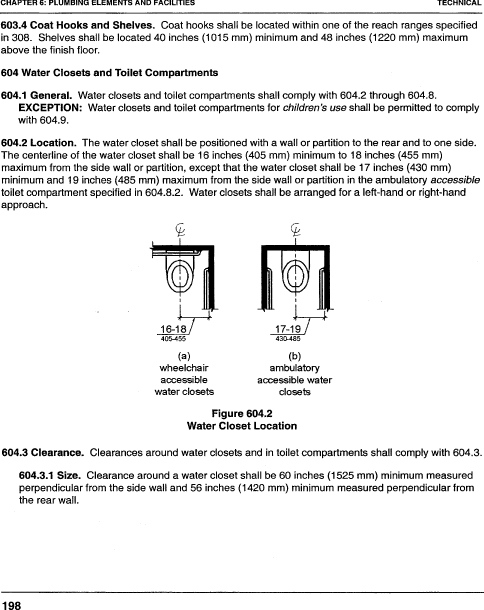 CHAPTER 6: PLUMBING ELEMENTS AND FACILITIES TECHNICAL
603.4 Coat Hooks and Shelves. Coat hooks shall be located within one of the reach ranges specified
in 308. Shelves shall be located 40 inches (1015 mm) minimum and 48 inches (1220 mm) maximum
above the finish floor.
604 Water Closets and Toilet Compartments
604.1 General. Water closets and toilet compartments shall comply with 604.2 through 604.8.
EXCEPTION: Water closets and toilet compartments for children's use shall be permitted to comply
with 604.9.
604.2 Location. The water closet shall be positioned with a wall or partition to the rear and to one side.
The centerline of the water closet shall be 16 inches (405 mm) minimum to 18 inches (455 mm)
maximum from the side wall or partition, except that the water closet shall be 17 inches (430 mm)
minimum and 19 inches (485 mm) maximum from the side wall or partition in the ambulatory accessible
toilet compartment specified in 604.8.2. Water closets shall be arranged for a left-hand or right-hand
approach.
℄ ℄
16-18 17-19
405-455 430-485
(a) (b)
wheelchair ambulatory
accessible accessible water
water closets closets
Figure 604.2
Water Closet Location
604.3 Clearance. Clearances around water closets and in toilet compartments shall comply with 604.3.
604.3.1 Size. Clearance around a water closet shall be 60 inches (1525 mm) minimum measured
perpendicular from the side wall and 56 inches (1420 mm) minimum measured perpendicular from
the rear wall.
198